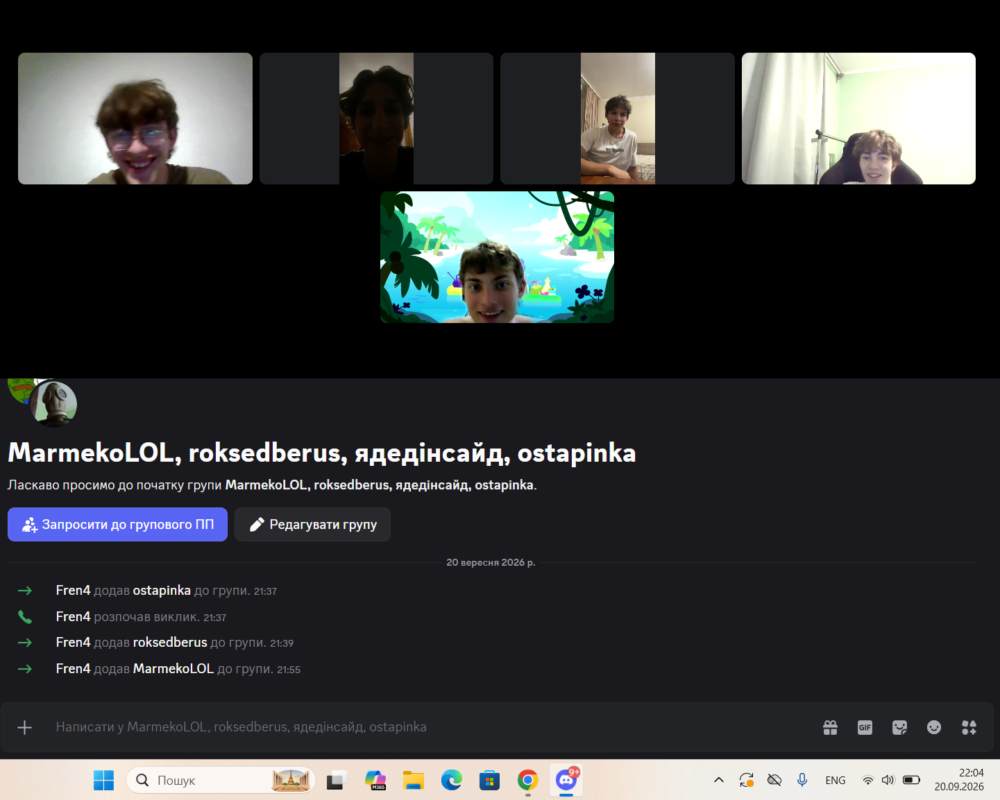 MarmekoLOL, roksedberus, ядедінсайд, ostapinka
Ласкаво просимо до початку групи MarmekoLOL, roksedberus, ядедінсайд, ostapinka.
Запросити до групового ПП
Редагувати групу
20 вересня 2026 р.
Fren4 додав ostapinka до групи. 21:37
Fren4 розпочав виклик. 21:37
Fren4 додав roksedberus до групи. 21:39
Fren4 додав MarmekoLOL до групи. 21:55
Написати у MarmekoLOL, roksedberus, ядедінсайд, ostapinka
GIF
Пошук
M365
9+
ENG
22:04
20.09.2026